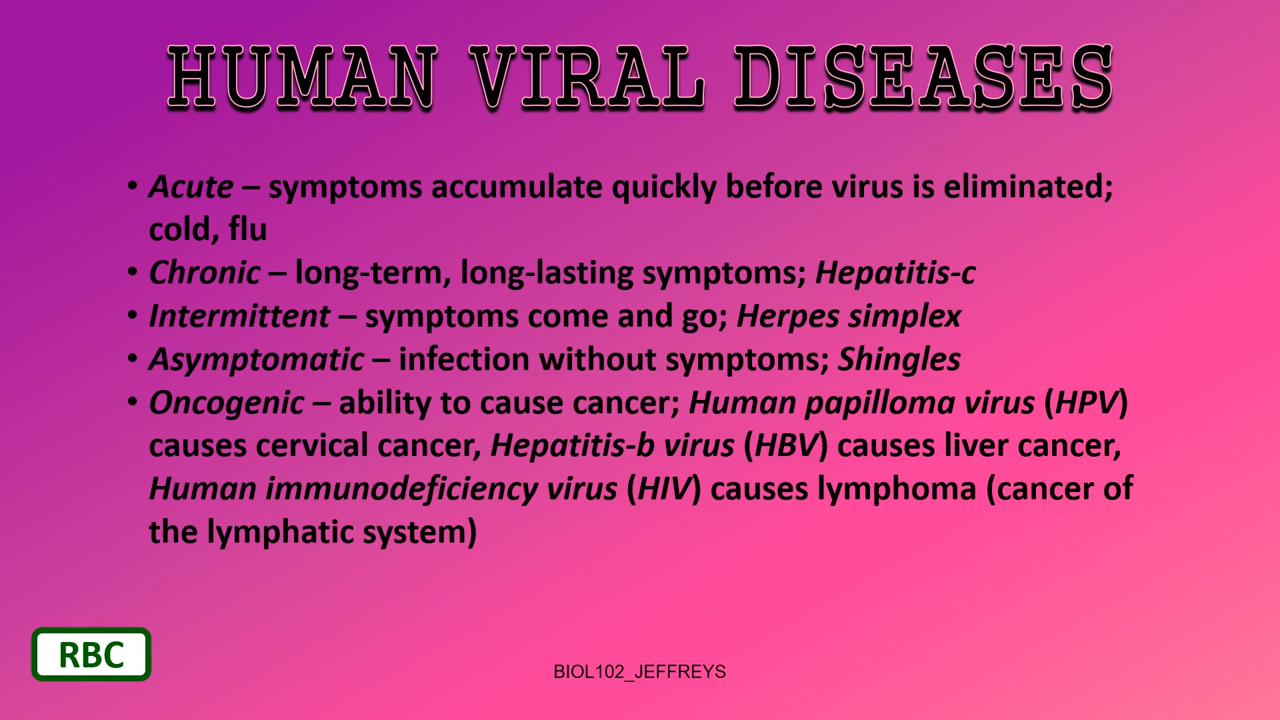 HUMAN VIRAL DISEASES
• Acute – symptoms accumulate quickly before virus is eliminated;
cold, flu
• Chronic – long-term, long-lasting symptoms; Hepatitis-c
• Intermittent – symptoms come and go; Herpes simplex
• Asymptomatic – infection without symptoms; Shingles
• Oncogenic – ability to cause cancer; Human papilloma virus (HPV)
causes cervical cancer, Hepatitis-b virus (HBV) causes liver cancer,
Human immunodeficiency virus (HIV) causes lymphoma (cancer of
the lymphatic system)
RBC
BIOL102_JEFFREYS